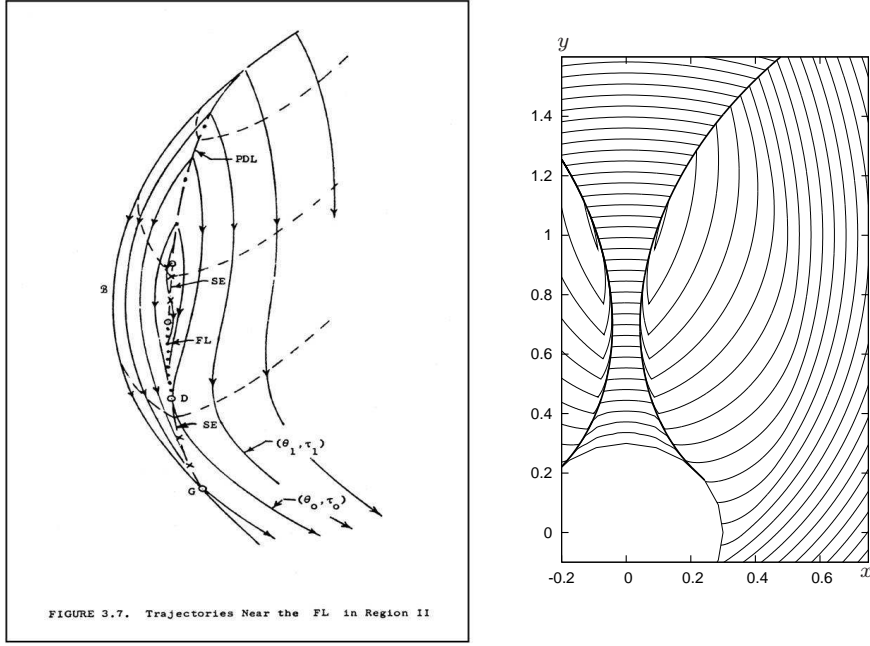 PDL
SE
ℬ
FL
D
SE
(θ₁,τ₁)
G
(θₒ,τₒ)
FIGURE 3.7. Trajectories Near the FL in Region II
y
1.4
1.2
1
0.8
0.6
0.4
0.2
0
-0.2
0
0.2
0.4
0.6
x